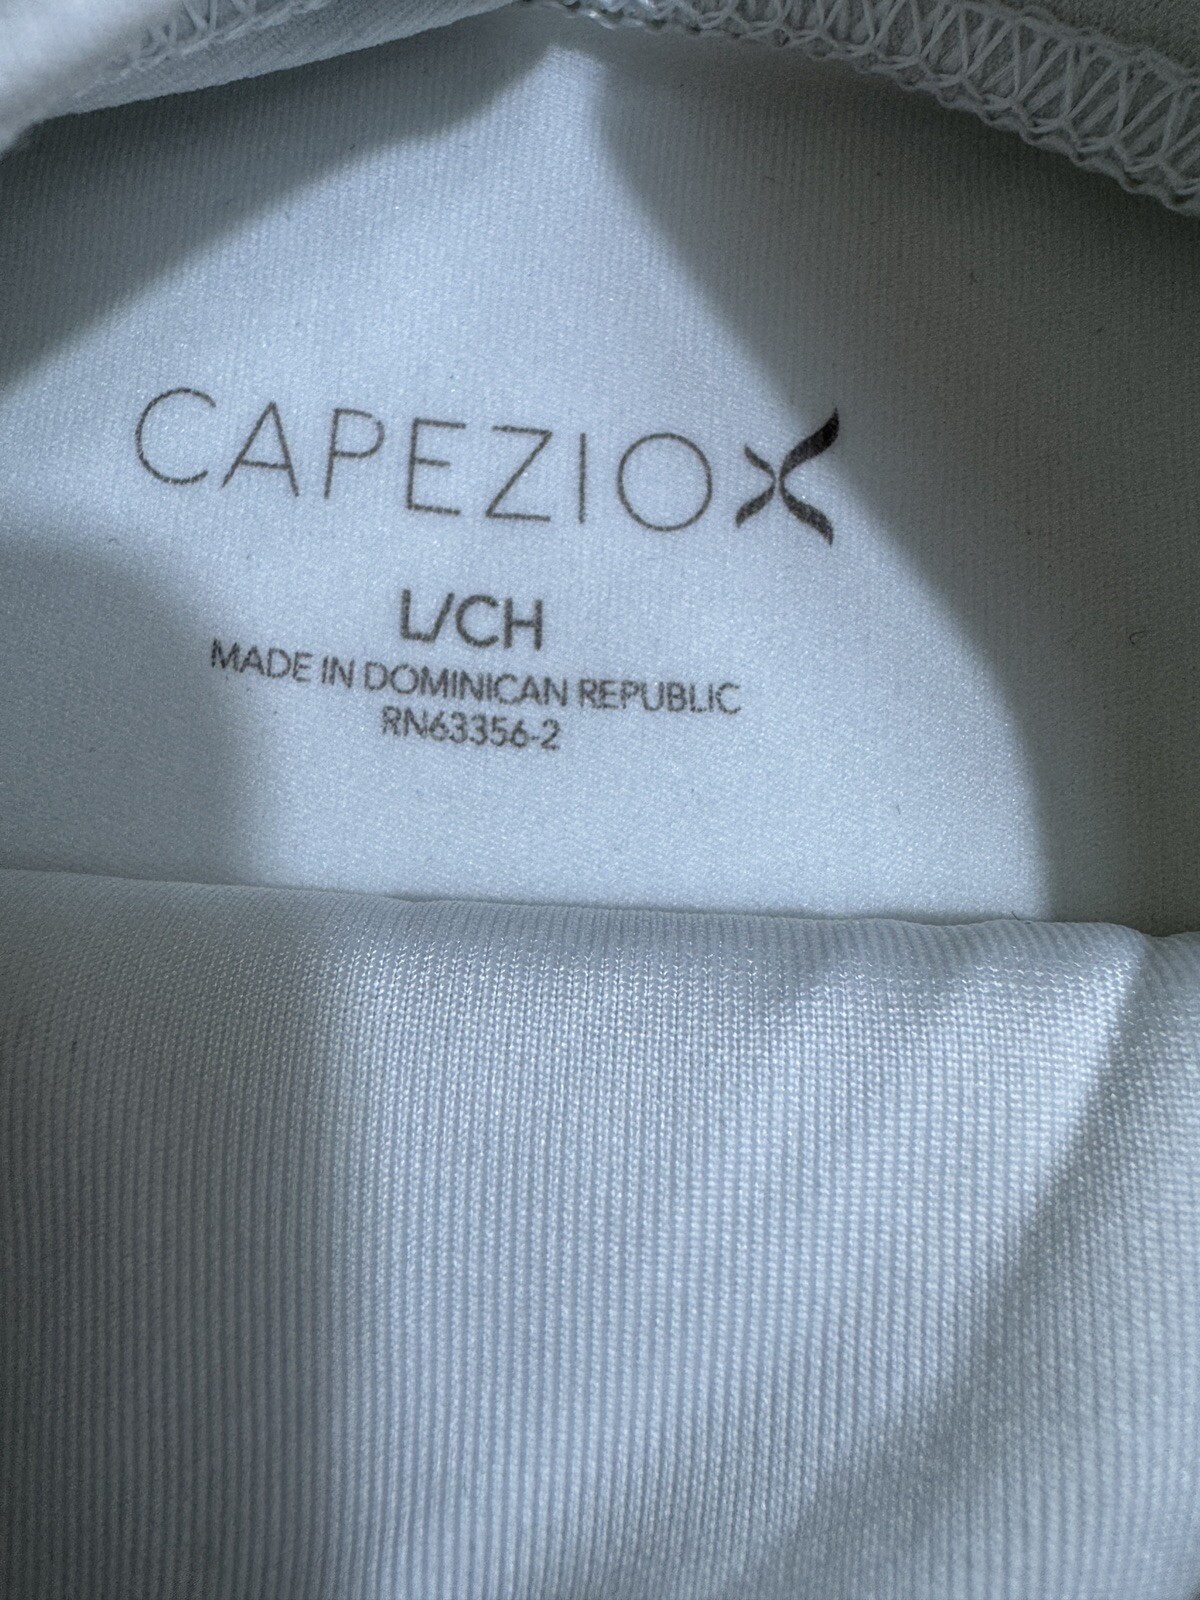 CAPEZIO
L/CH
MADE IN DOMINICAN REPUBLIC
RN63356-2